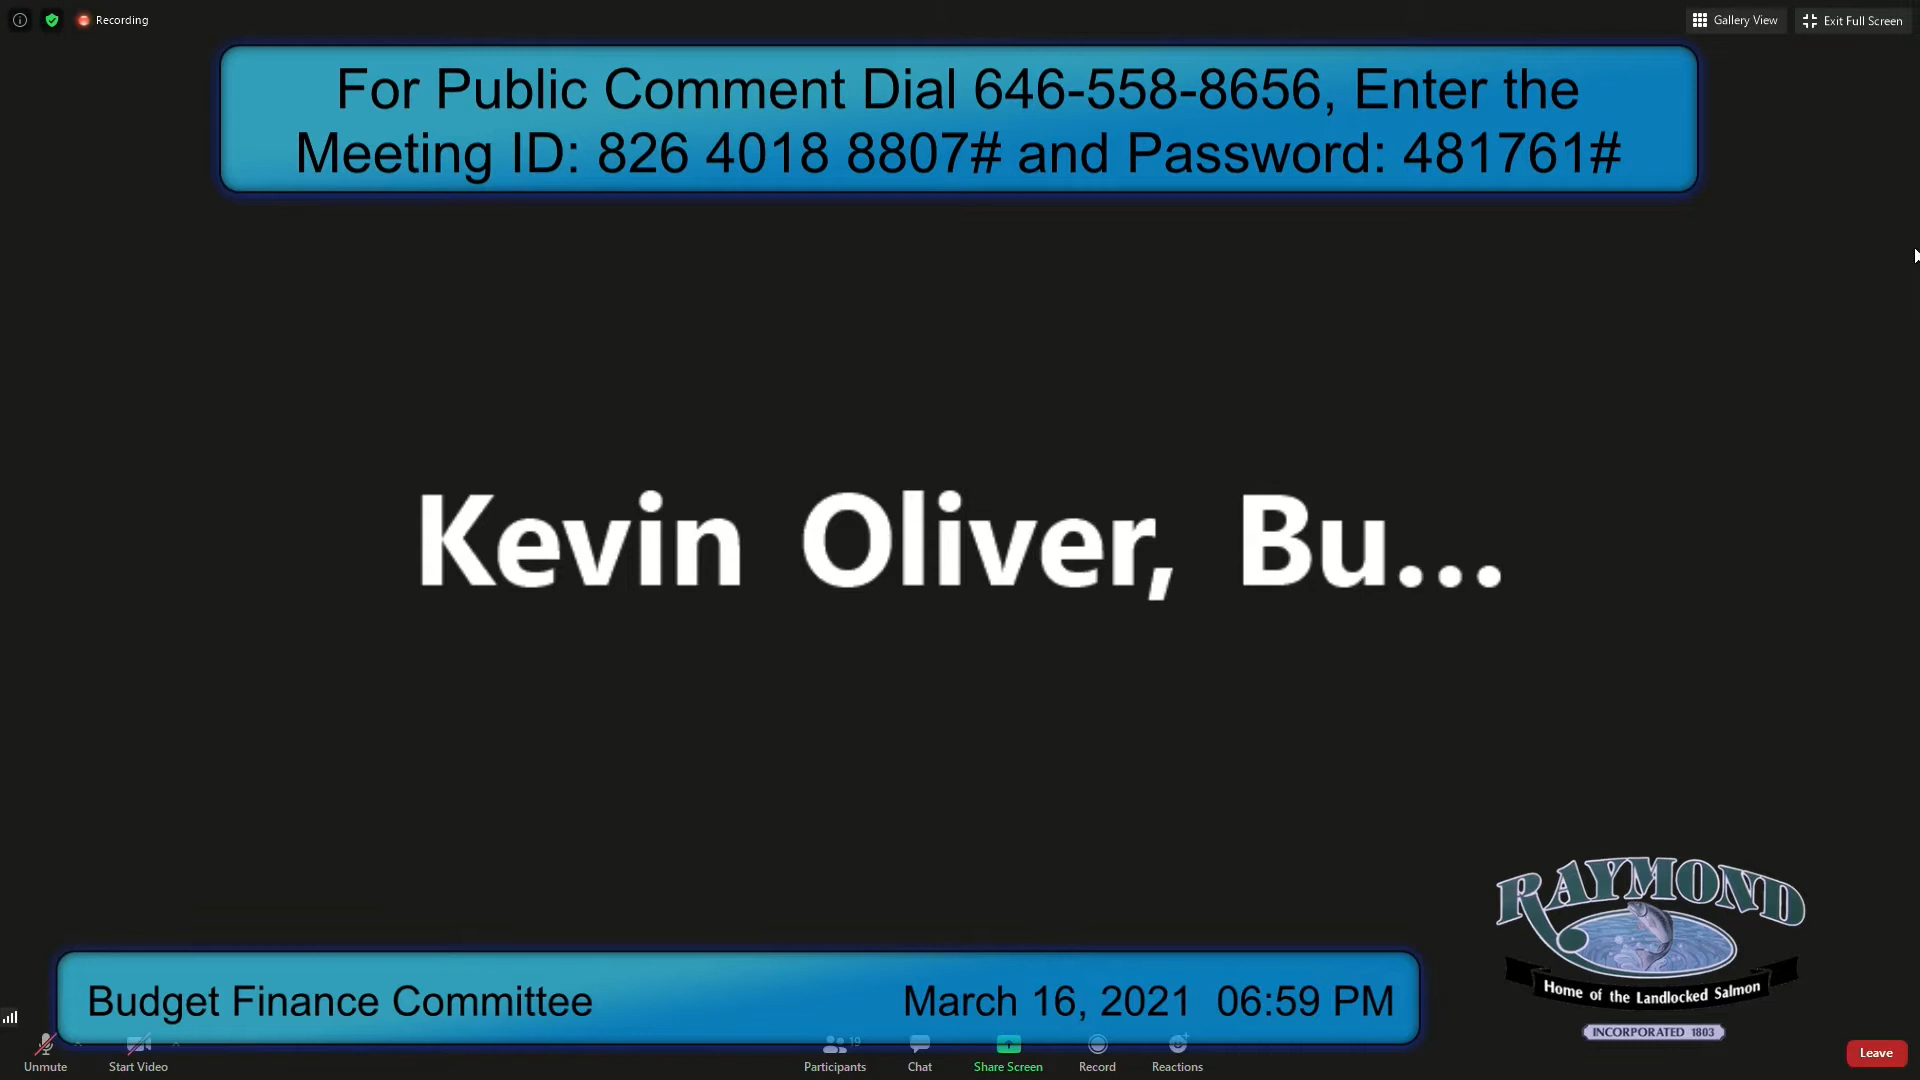 Recording
Gallery View
Exit Full Screen
For Public Comment Dial 646-558-8656, Enter the
Meeting ID: 826 4018 8807# and Password: 481761#
Kevin Oliver, Bu...
RAYMOND
Home of the Landlocked Salmon
INCORPORATED 1803
Budget Finance Committee
March 16, 2021 06:59 PM
19
Unmute
Start Video
Participants
Chat
Share Screen
Record
Reactions
Leave